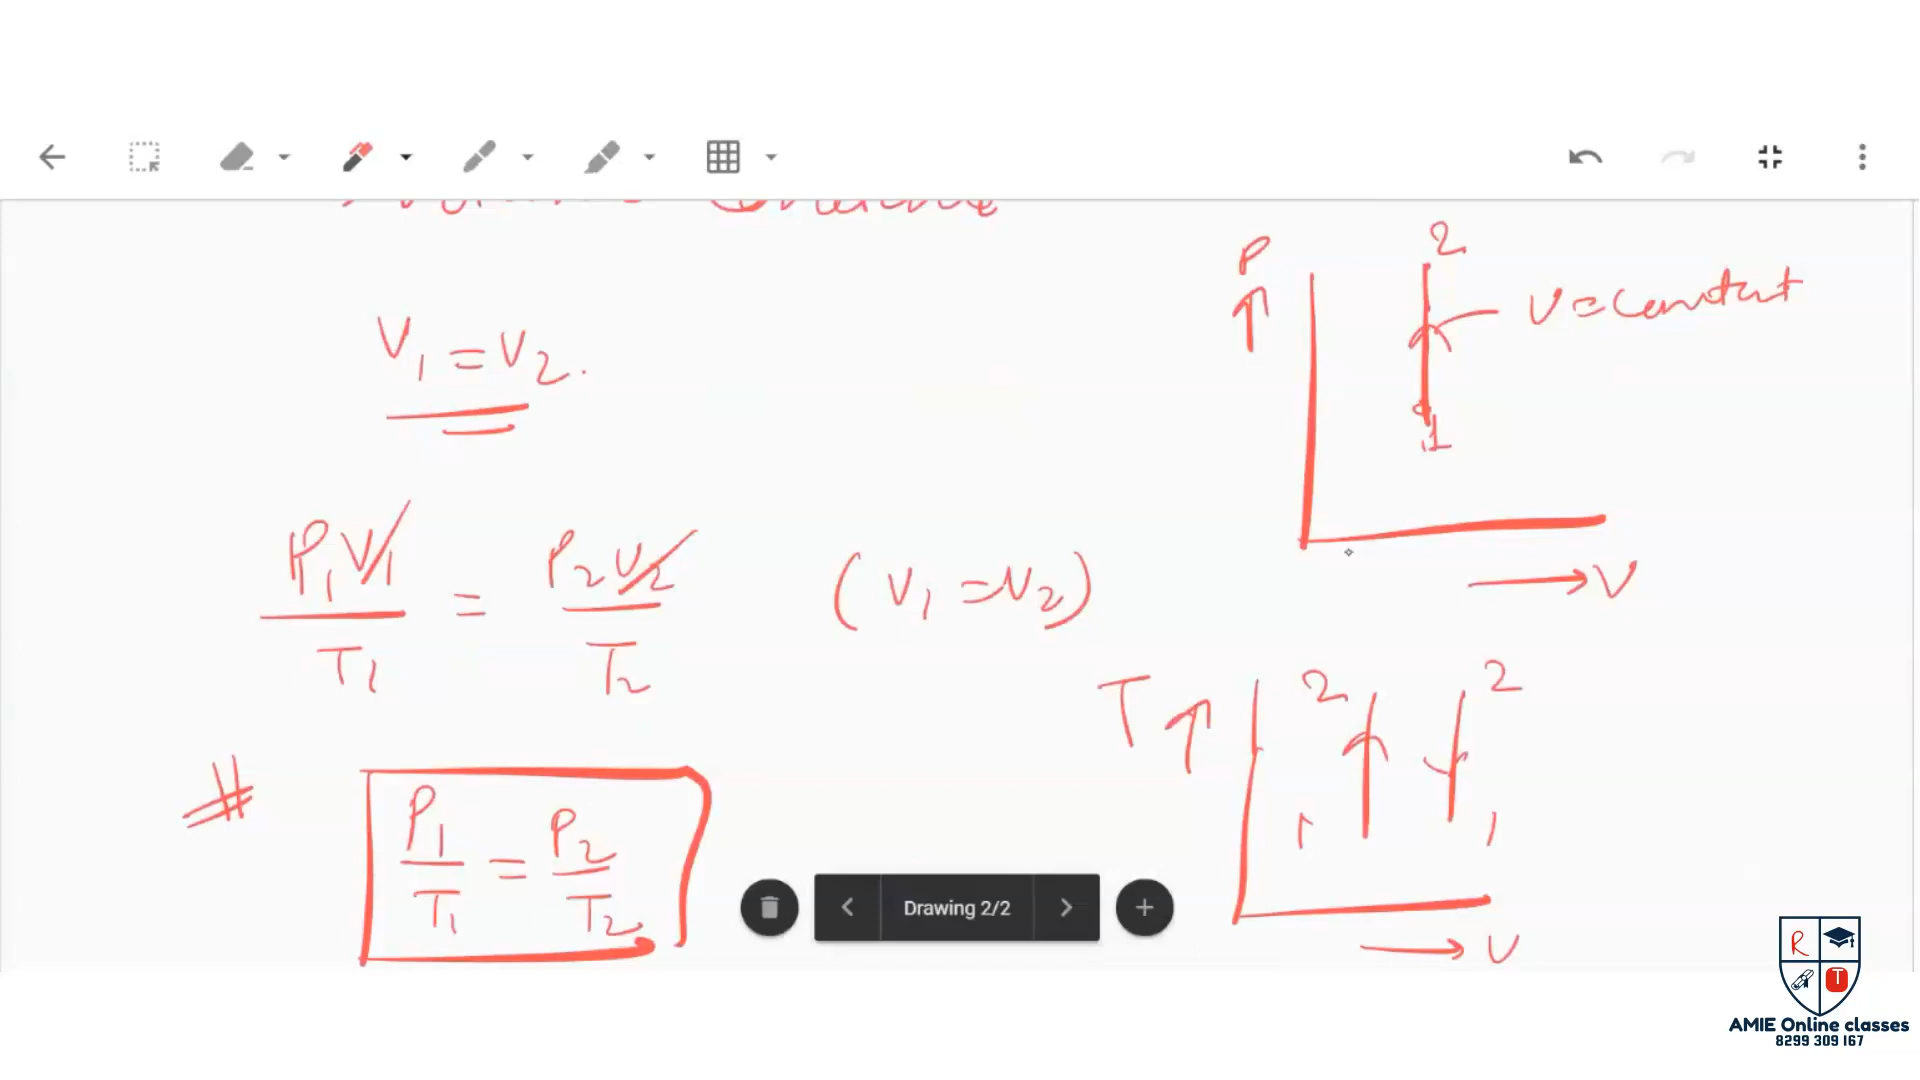 V1 = V2.
P1V1/T1 = P2V2/T2 (V1 = V2)
#
P1/T1 = P2/T2
P
2
V = constant
1
V
T
2
2
1
1
V
Drawing 2/2
R
T
AMIE Online classes
8299 309 167